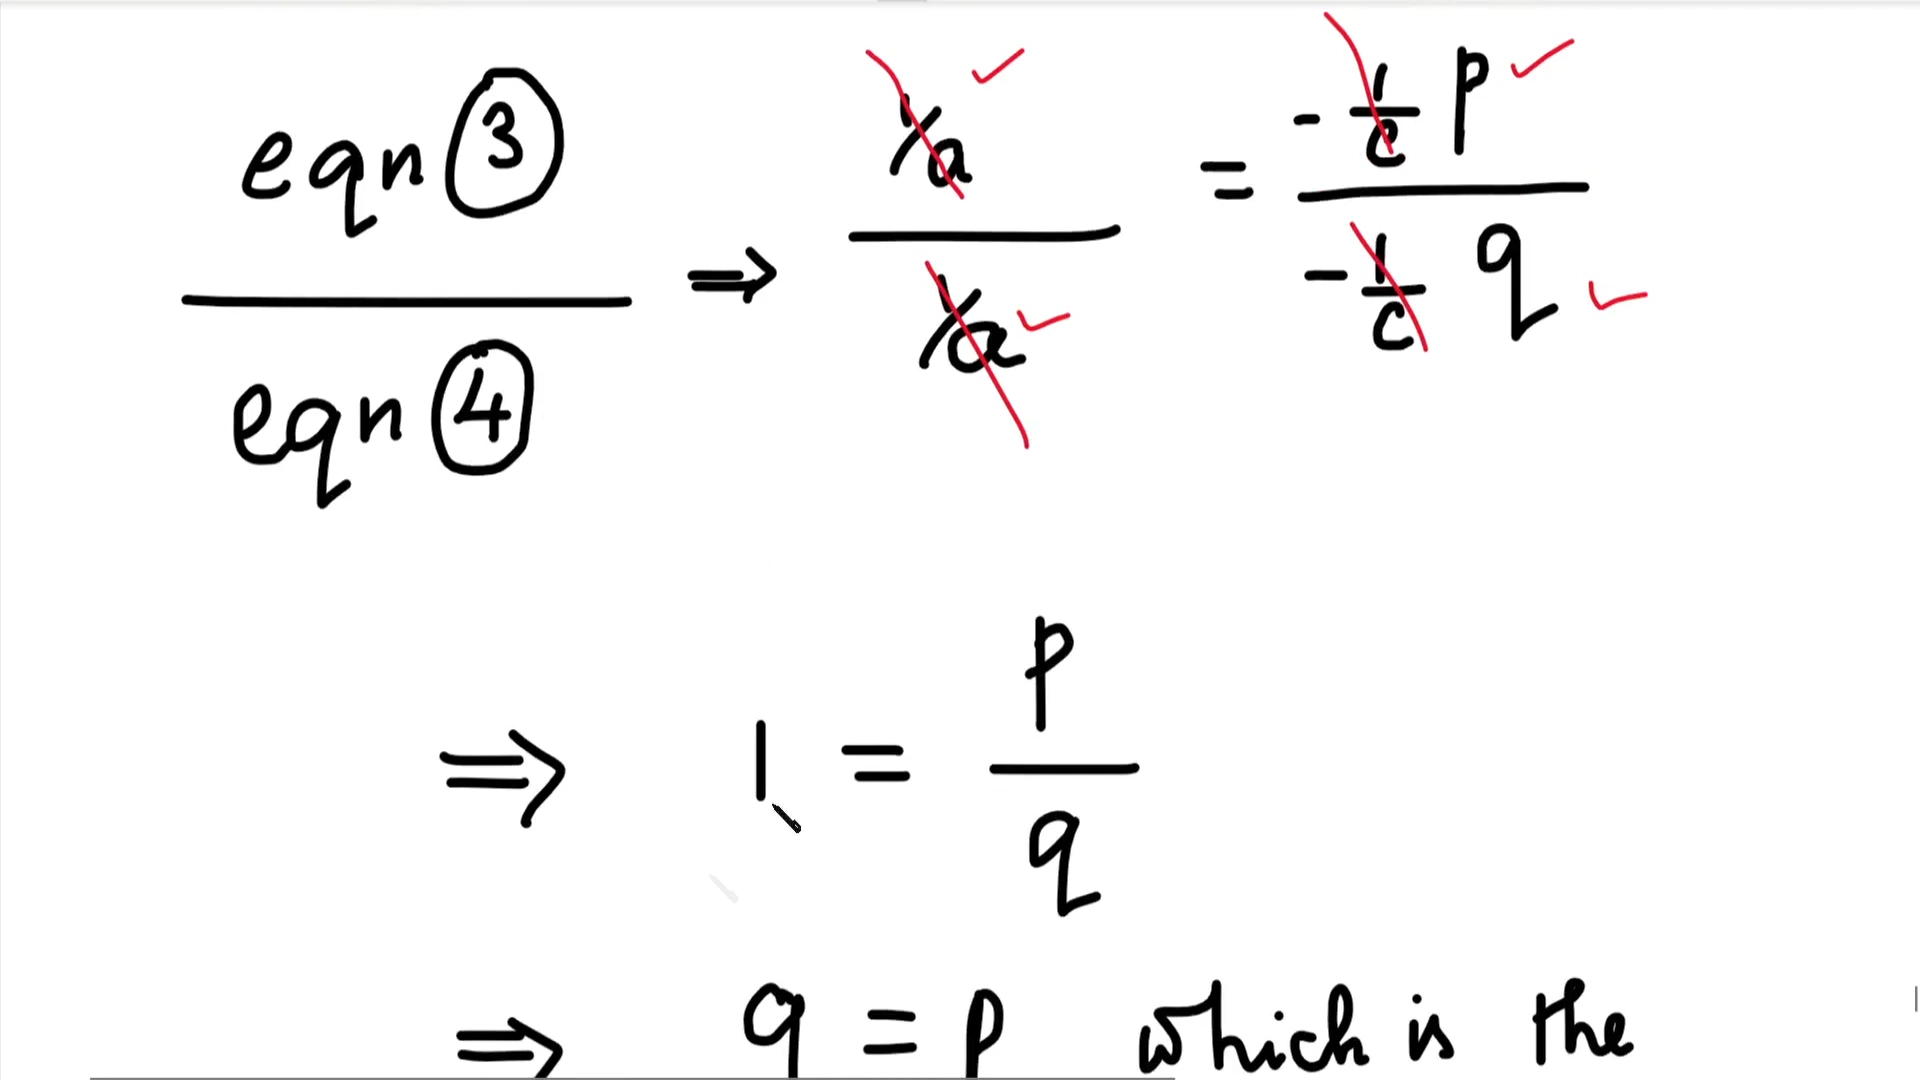 eqn ③ / eqn ④ ⇒ (1/a) / (1/a) = (- 1/c p) / (- 1/c q)
⇒ 1 = p / q
⇒ q = p which is the